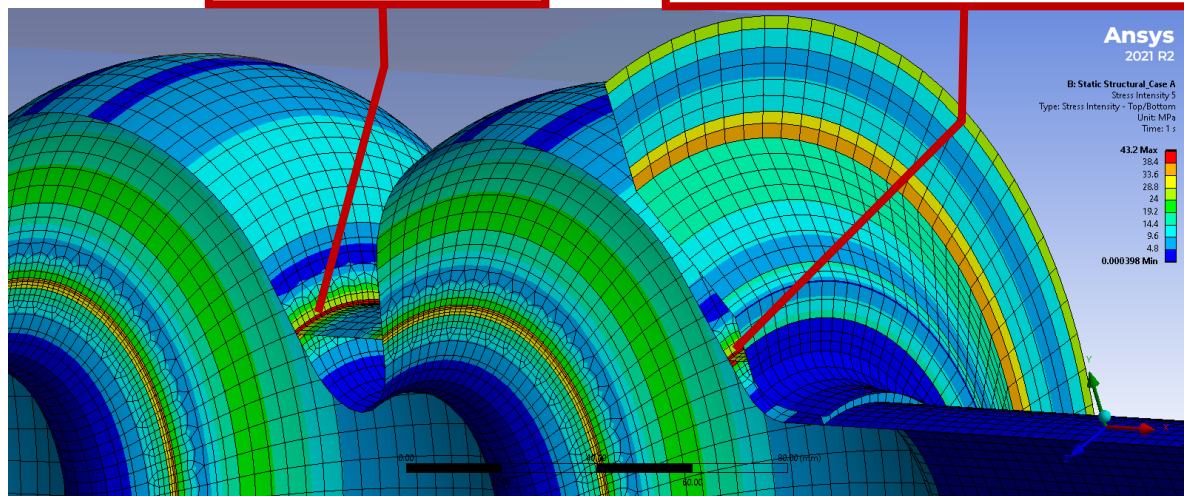 Ansys
2021 R2
B: Static Structural_Case A
Stress Intensity 5
Type: Stress Intensity - Top/Bottom
Unit: MPa
Time: 1 s
43.2 Max
38.4
33.6
28.8
24
19.2
14.4
9.6
4.8
0.000398 Min
Y
X
0.00
80.00 (mm)
60.00